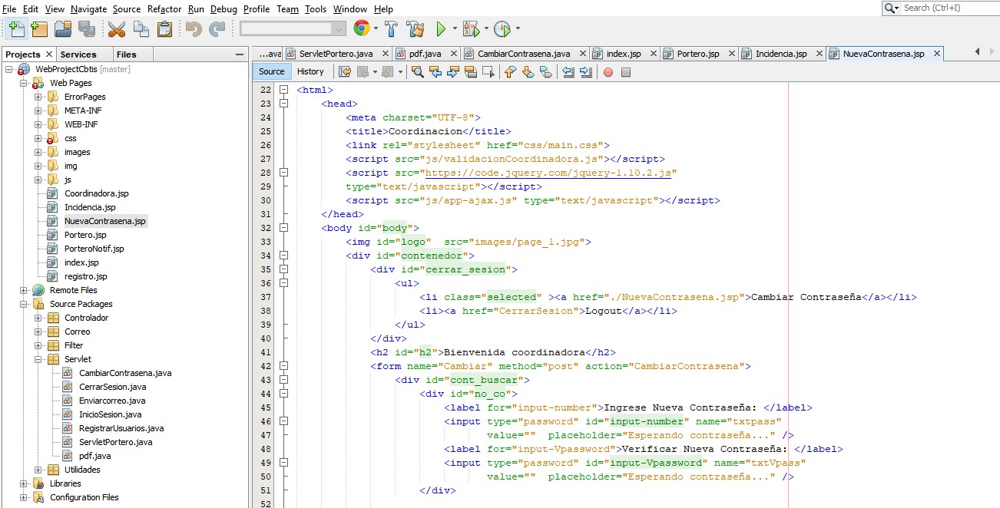 File Edit View Navigate Source Refactor Run Debug Profile Team Tools Window Help
Search (Ctrl+I)
Projects Services Files
...ava ServletPortero.java pdf.java CambiarContrasena.java index.jsp Portero.jsp Incidencia.jsp NuevaContrasena.jsp
Source History
WebProjectCbtis [master]
Web Pages
ErrorPages
META-INF
WEB-INF
css
images
img
js
Coordinadora.jsp
Incidencia.jsp
NuevaContrasena.jsp
Portero.jsp
PorteroNotif.jsp
index.jsp
registro.jsp
Remote Files
Source Packages
Controlador
Correo
Filter
Servlet
CambiarContrasena.java
CerrarSesion.java
Enviarcorreo.java
InicioSesion.java
RegistrarUsuarios.java
ServletPortero.java
pdf.java
Utilidades
Libraries
Configuration Files
22 <html>
23 <head>
24 <meta charset="UTF-8">
25 <title>Coordinacion</title>
26 <link rel="stylesheet" href="css/main.css">
27 <script src="js/validacionCoordinadora.js"></script>
28 <script src="https://code.jquery.com/jquery-1.10.2.js"
29 type="text/javascript"></script>
30 <script src="js/app-ajax.js" type="text/javascript"></script>
31 </head>
32 <body id="body">
33 <img id="logo"  src="images/page_1.jpg">
34 <div id="contenedor">
35 <div id="cerrar_sesion">
36 <ul>
37 <li class="selected" ><a href="./NuevaContrasena.jsp">Cambiar Contraseña</a></li>
38 <li><a href="CerrarSesion">Logout</a></li>
39 </ul>
40 </div>
41 <h2 id="h2">Bienvenida coordinadora</h2>
42 <form name="Cambiar" method="post" action="CambiarContrasena">
43 <div id="cont_buscar">
44 <div id="no_co">
45 <label for="input-number">Ingrese Nueva Contraseña: </label>
46 <input type="password" id="input-number" name="txtpass"
47 value=""  placeholder="Esperando contraseña..." />
48 <label for="input-Vpassword">Verificar Nueva Contraseña: </label>
49 <input type="password" id="input-Vpassword" name="txtVpass"
50 value=""  placeholder="Esperando contraseña..." />
51 </div>
52